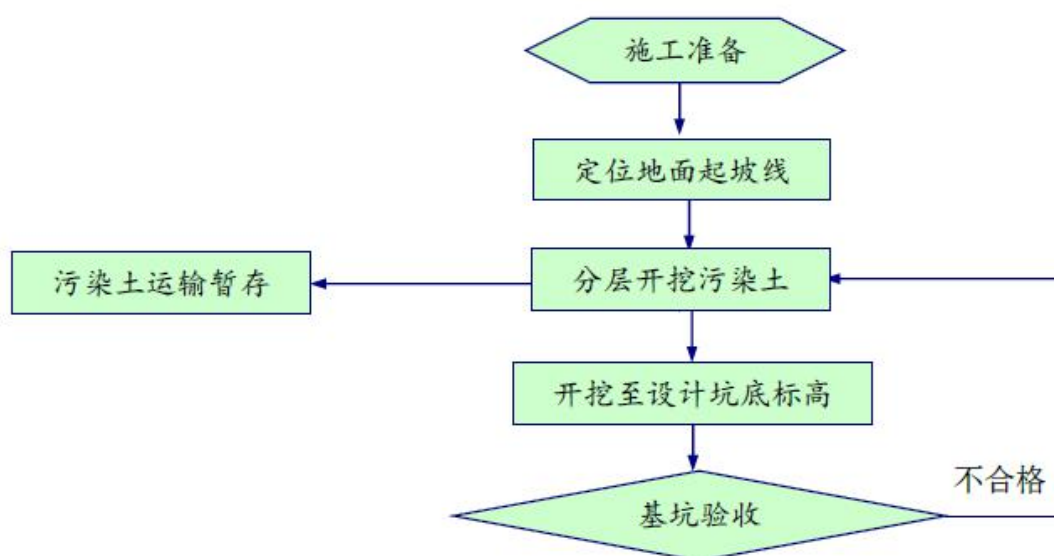 施工准备
定位地面起坡线
污染土运输暂存
分层开挖污染土
开挖至设计坑底标高
不合格
基坑验收